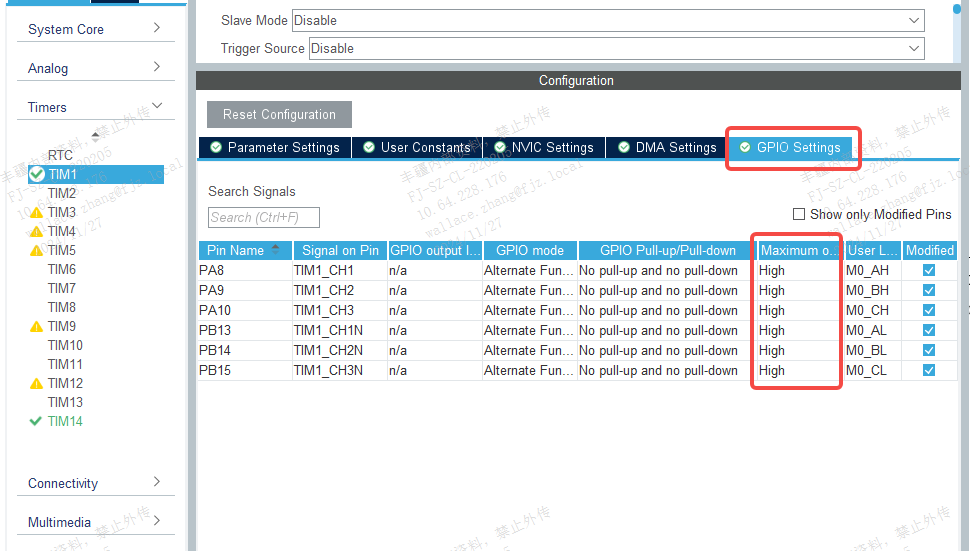 Slave Mode Disable
Trigger Source Disable
System Core
Analog
Timers
RTC
TIM1
TIM2
TIM3
TIM4
TIM5
TIM6
TIM7
TIM8
TIM9
TIM10
TIM11
TIM12
TIM13
TIM14
Connectivity
Multimedia
Configuration
Reset Configuration
Parameter Settings User Constants NVIC Settings DMA Settings GPIO Settings
Search Signals
Search (Ctrl+F)
Show only Modified Pins
Pin Name Signal on Pin GPIO output l... GPIO mode GPIO Pull-up/Pull-down Maximum o... User L... Modified
PA8 TIM1_CH1 n/a Alternate Fun... No pull-up and no pull-down High M0_AH
PA9 TIM1_CH2 n/a Alternate Fun... No pull-up and no pull-down High M0_BH
PA10 TIM1_CH3 n/a Alternate Fun... No pull-up and no pull-down High M0_CH
PB13 TIM1_CH1N n/a Alternate Fun... No pull-up and no pull-down High M0_AL
PB14 TIM1_CH2N n/a Alternate Fun... No pull-up and no pull-down High M0_BL
PB15 TIM1_CH3N n/a Alternate Fun... No pull-up and no pull-down High M0_CL
丰疆内部资料，禁止外传
FJ-SZ-CL-220205
10.64.228.176
wallace.zhang@fjz.local